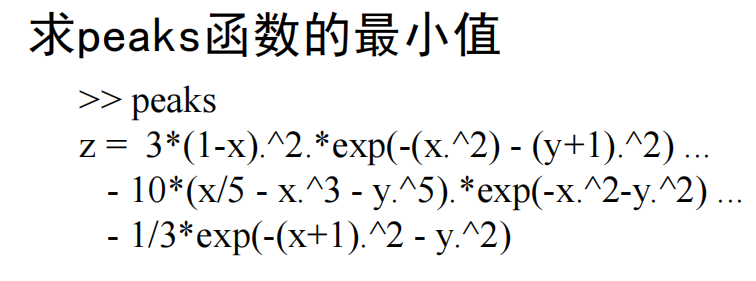 求peaks函数的最小值
>> peaks
z = 3*(1-x).^2.*exp(-(x.^2) - (y+1).^2) ...
- 10*(x/5 - x.^3 - y.^5).*exp(-x.^2-y.^2) ...
- 1/3*exp(-(x+1).^2 - y.^2)